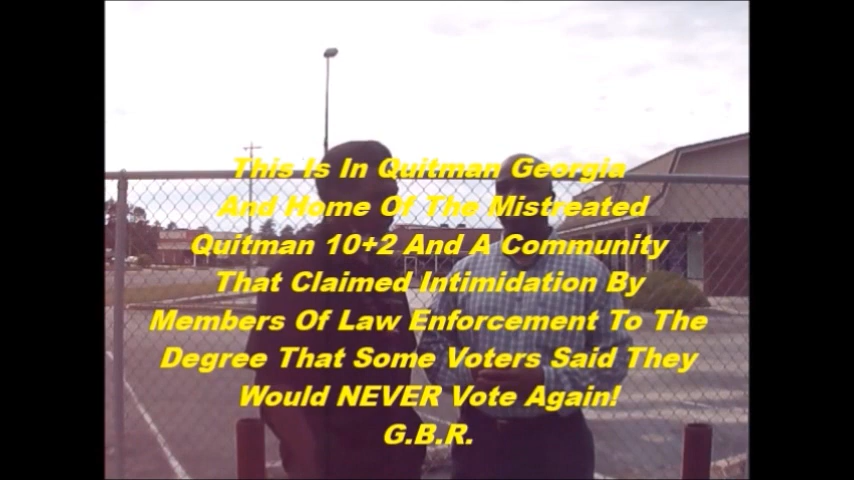 This Is In Quitman Georgia
And Home Of The Mistreated
Quitman 10+2 And A Community
That Claimed Intimidation By
Members Of Law Enforcement To The
Degree That Some Voters Said They
Would NEVER Vote Again!
G.B.R.